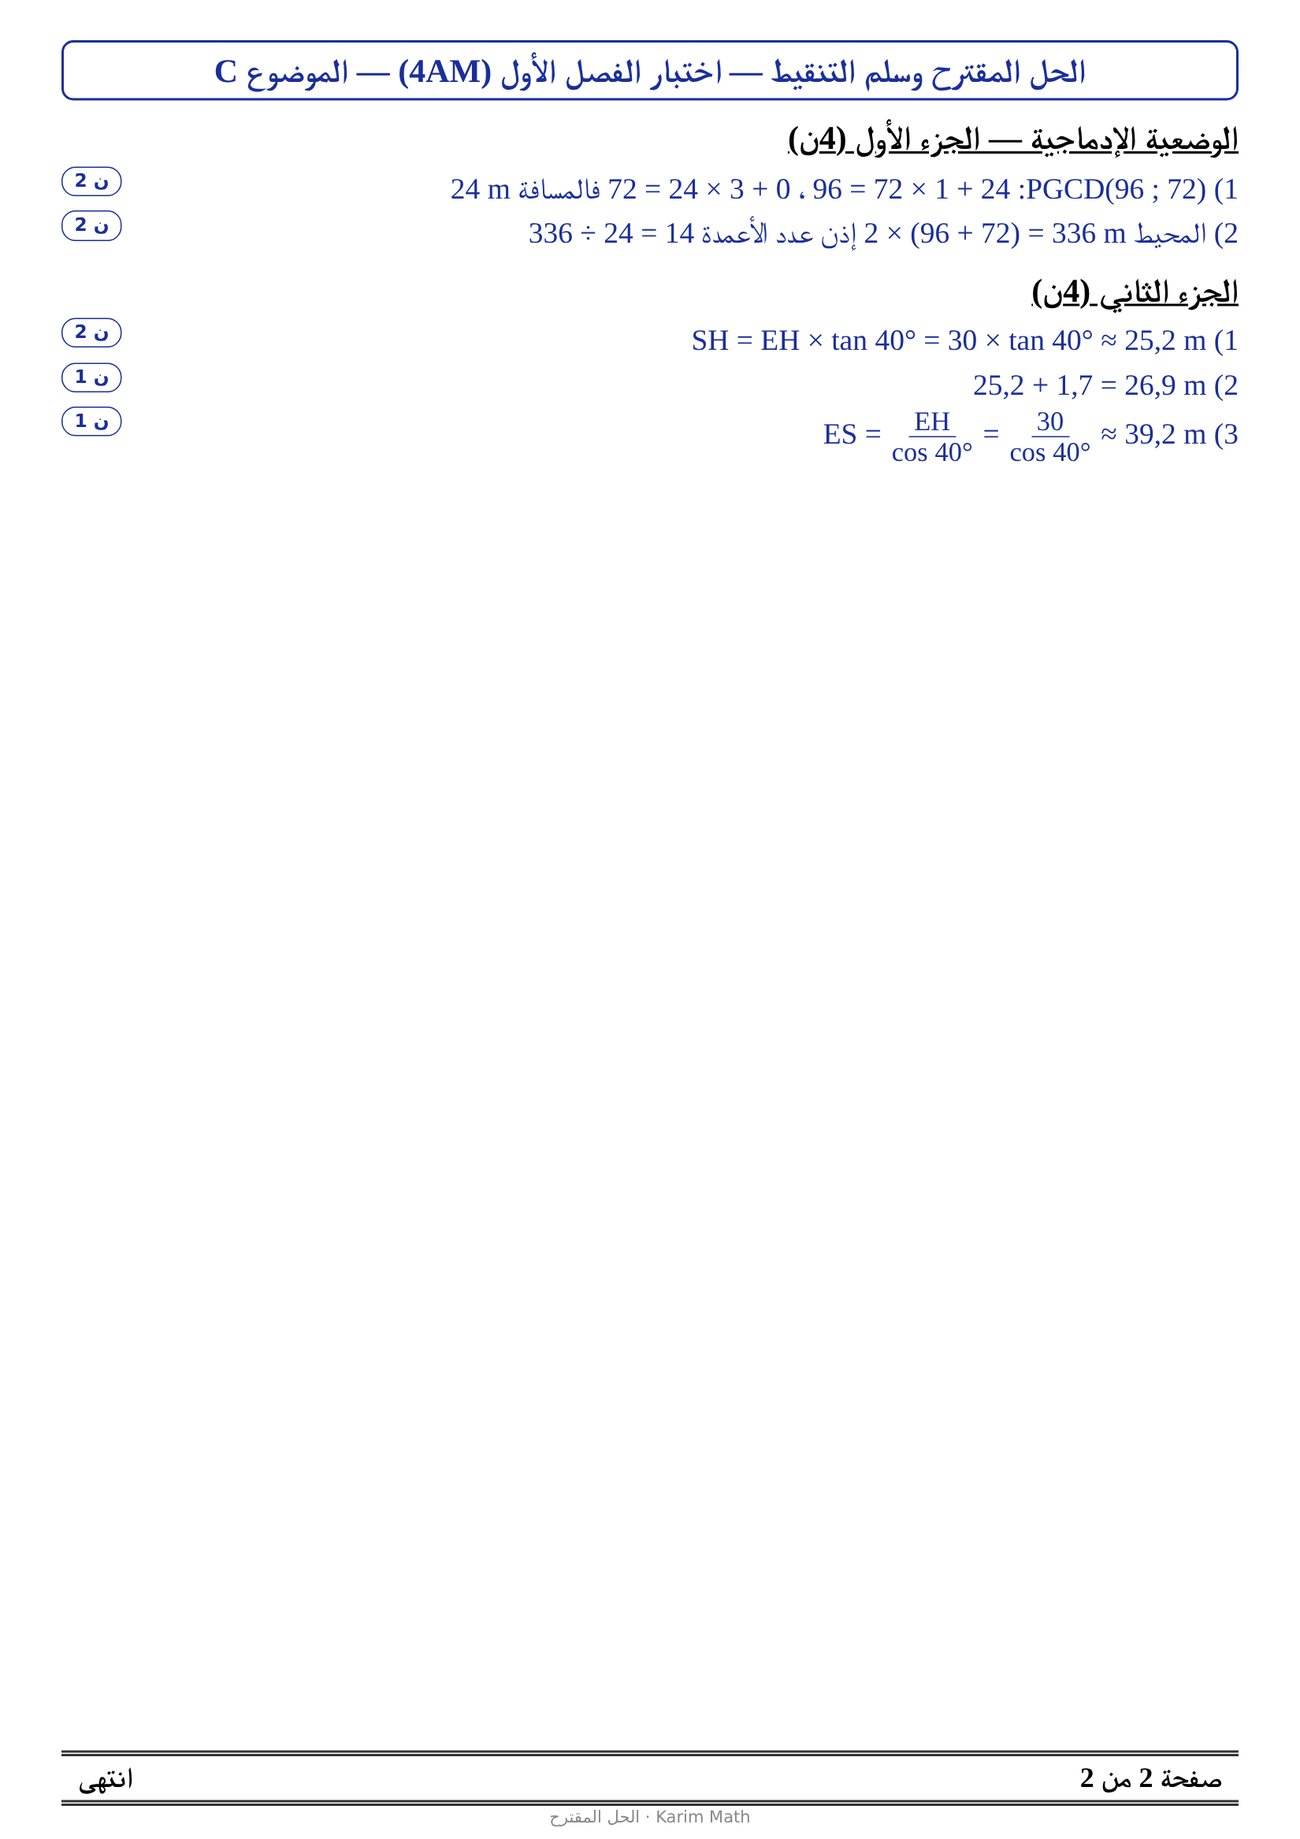 الحل المقترح وسلم التنقيط — اختبار الفصل الأول (4AM) — الموضوع C
الوضعية الإدماجية — الجزء الأول (4ن)
1) PGCD(96 ; 72): 96 = 72 × 1 + 24 ، 72 = 24 × 3 + 0 فالمسافة 24 m
2 ن
2) المحيط 2 × (96 + 72) = 336 m إذن عدد الأعمدة 336 ÷ 24 = 14
2 ن
الجزء الثاني (4ن)
1) SH = EH × tan 40° = 30 × tan 40° ≈ 25,2 m
2 ن
2) 25,2 + 1,7 = 26,9 m
1 ن
3) ES = EH / cos 40° = 30 / cos 40° ≈ 39,2 m
1 ن
صفحة 2 من 2
انتهى
Karim Math · الحل المقترح